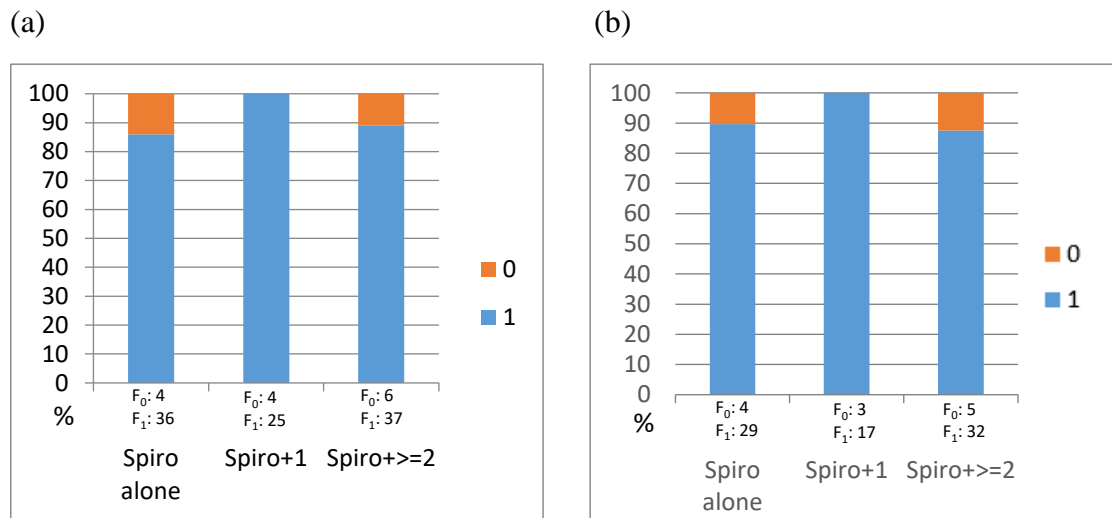 (a)
100
90
80
70
60
50
40
30
20
10
0
%
F₀: 4
F₁: 36
F₀: 4
F₁: 25
F₀: 6
F₁: 37
Spiro
alone
Spiro+1
Spiro+>=2
0
1
(b)
100
90
80
70
60
50
40
30
20
10
0
%
F₀: 4
F₁: 29
F₀: 3
F₁: 17
F₀: 5
F₁: 32
Spiro
alone
Spiro+1
Spiro+>=2
0
1